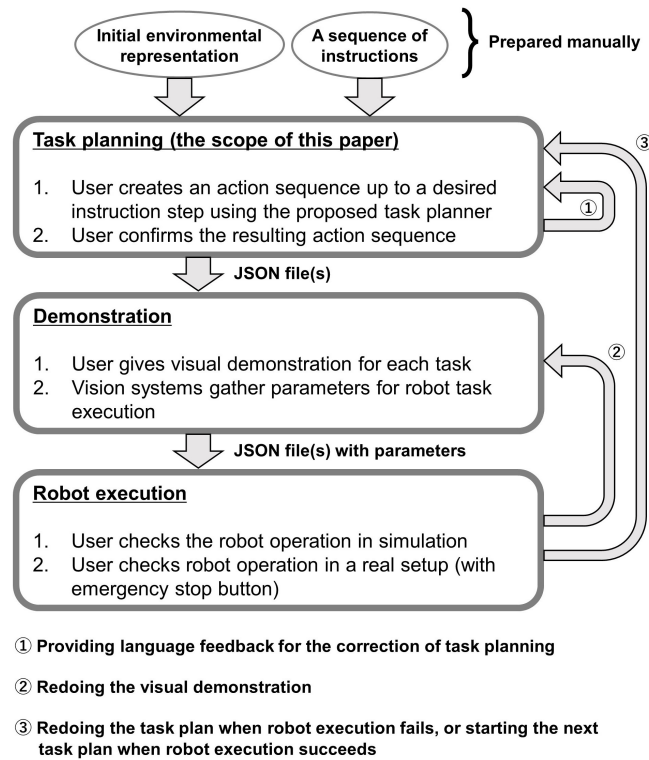 Initial environmental
representation
A sequence of
instructions
Prepared manually
Task planning (the scope of this paper)
1. User creates an action sequence up to a desired
instruction step using the proposed task planner
2. User confirms the resulting action sequence
①
③
JSON file(s)
Demonstration
1. User gives visual demonstration for each task
2. Vision systems gather parameters for robot task
execution
②
JSON file(s) with parameters
Robot execution
1. User checks the robot operation in simulation
2. User checks robot operation in a real setup (with
emergency stop button)
① Providing language feedback for the correction of task planning
② Redoing the visual demonstration
③ Redoing the task plan when robot execution fails, or starting the next
task plan when robot execution succeeds